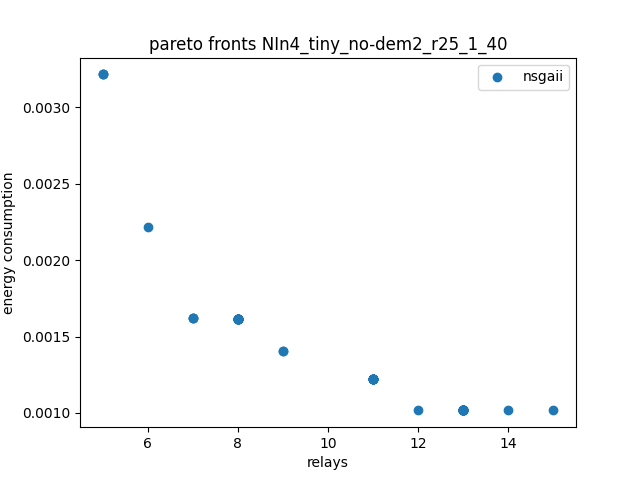 pareto fronts NIn4_tiny_no-dem2_r25_1_40
nsgaii
0.0030
0.0025
0.0020
0.0015
0.0010
energy consumption
6 8 10 12 14
relays